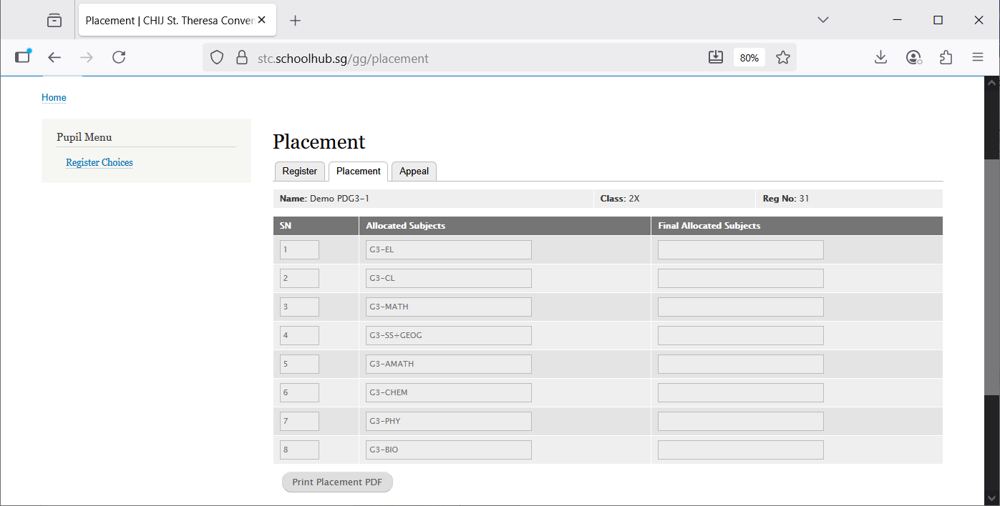 Placement | CHIJ St. Theresa Conven
stc.schoolhub.sg/gg/placement
80%
Home
Pupil Menu
Register Choices
Placement
Register Placement Appeal
Name: Demo PDG3-1 Class: 2X Reg No: 31
SN Allocated Subjects Final Allocated Subjects
1 G3-EL
2 G3-CL
3 G3-MATH
4 G3-SS+GEOG
5 G3-AMATH
6 G3-CHEM
7 G3-PHY
8 G3-BIO
Print Placement PDF